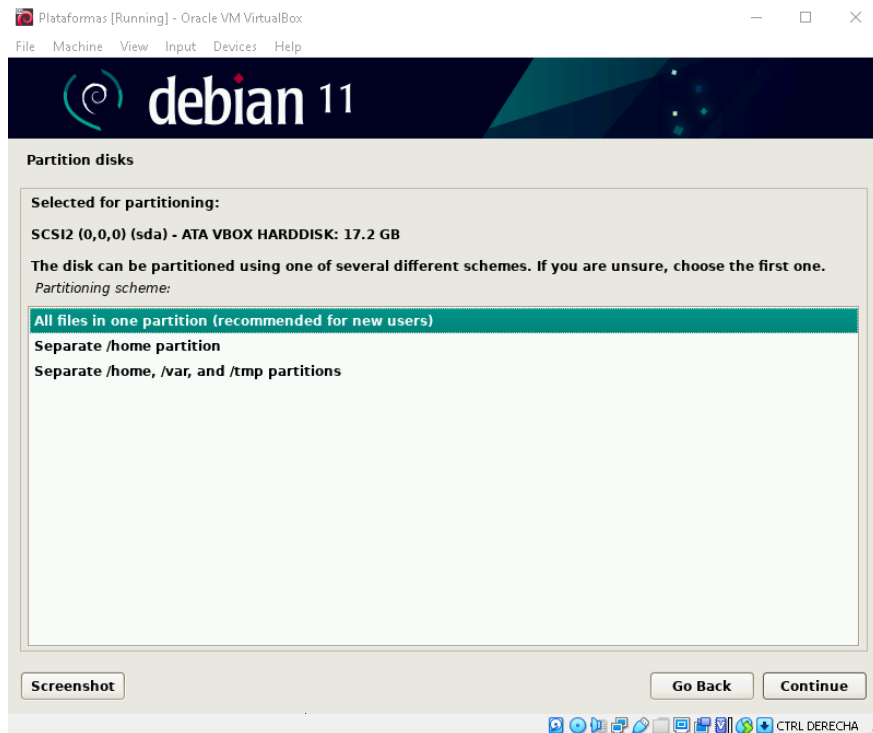 Plataformas [Running] - Oracle VM VirtualBox
File Machine View Input Devices Help
debian 11
Partition disks
Selected for partitioning:
SCSI2 (0,0,0) (sda) - ATA VBOX HARDDISK: 17.2 GB
The disk can be partitioned using one of several different schemes. If you are unsure, choose the first one.
Partitioning scheme:
All files in one partition (recommended for new users)
Separate /home partition
Separate /home, /var, and /tmp partitions
Screenshot
Go Back
Continue
CTRL DERECHA